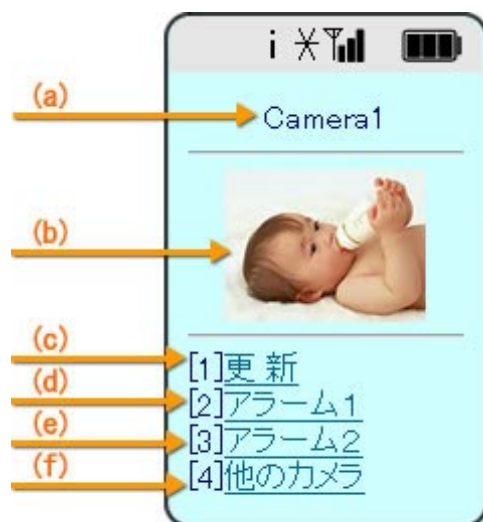 i
(a)
Camera1
(b)
(c)
[1]更 新
(d)
[2]アラーム1
(e)
[3]アラーム2
(f)
[4]他のカメラ